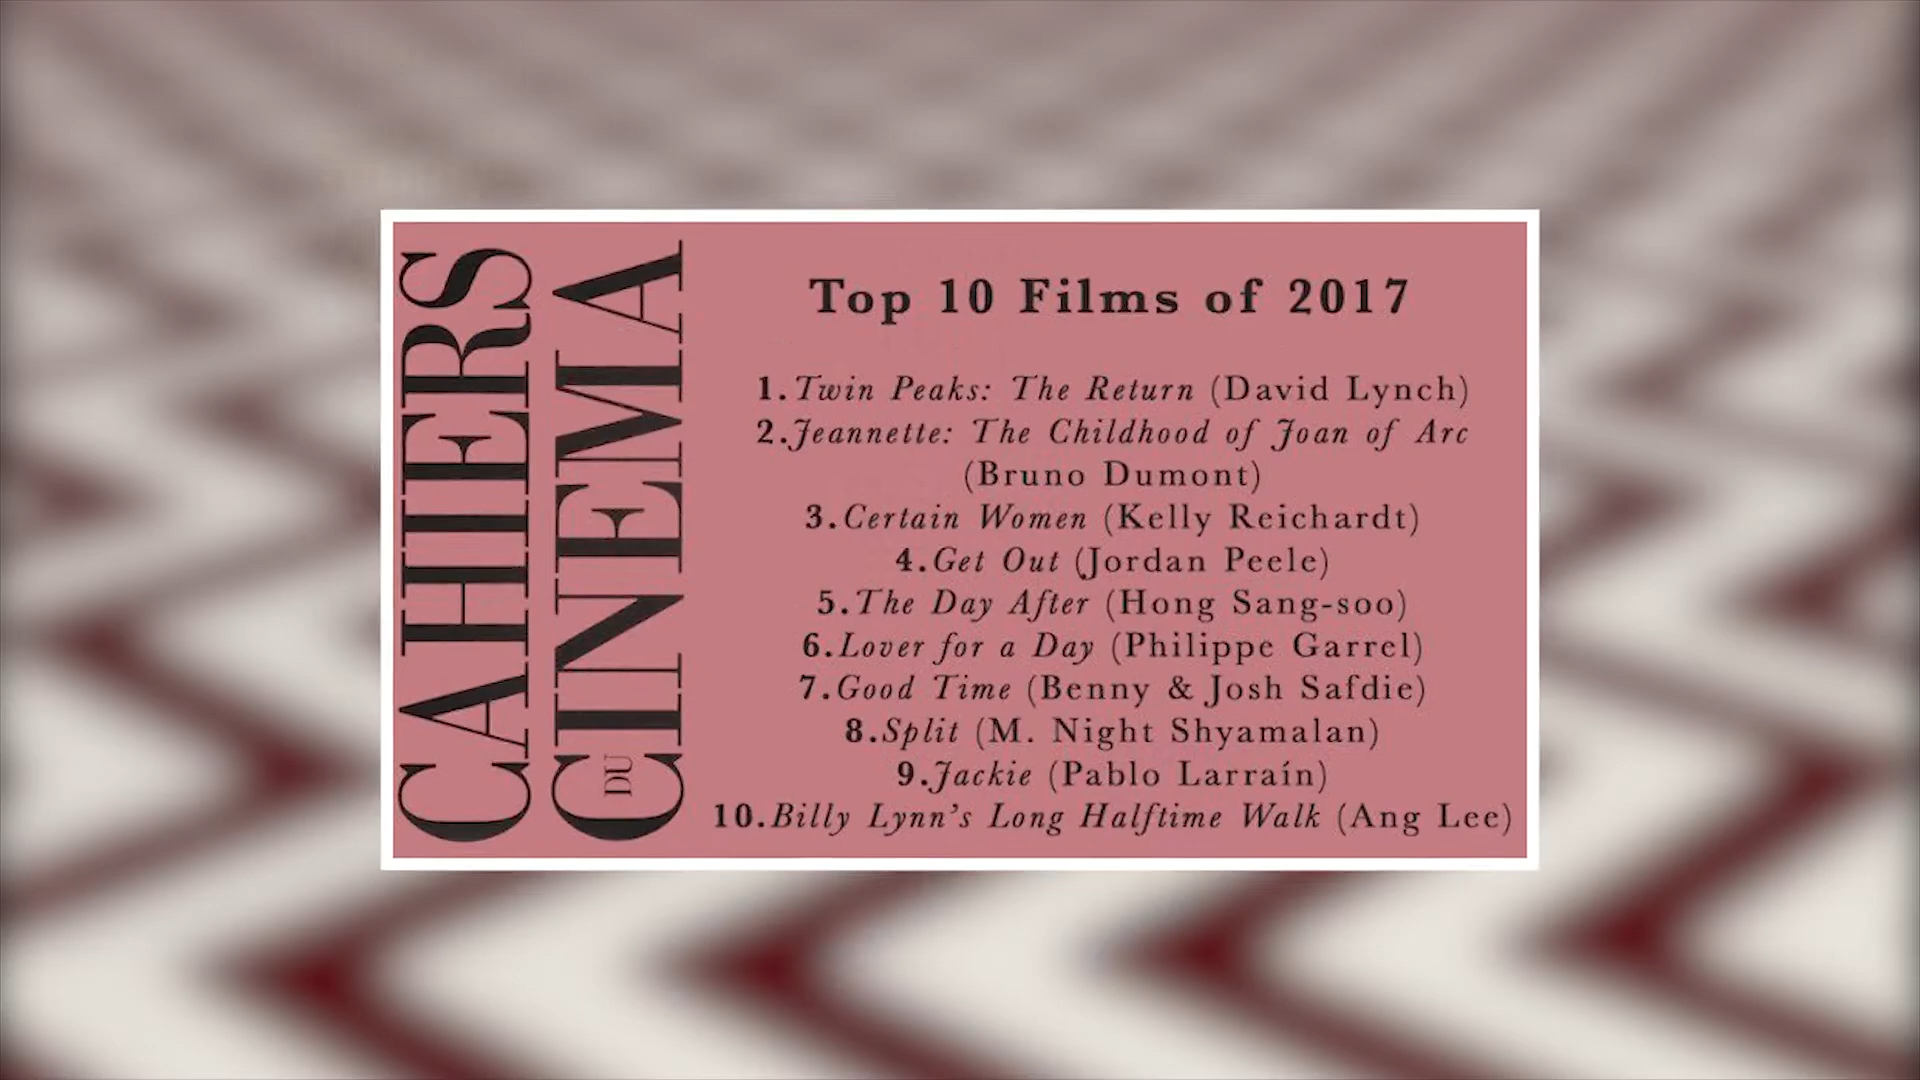 CAHIERS
DU
CINEMA
Top 10 Films of 2017
1. Twin Peaks: The Return (David Lynch)
2. Jeannette: The Childhood of Joan of Arc
(Bruno Dumont)
3. Certain Women (Kelly Reichardt)
4. Get Out (Jordan Peele)
5. The Day After (Hong Sang-soo)
6. Lover for a Day (Philippe Garrel)
7. Good Time (Benny & Josh Safdie)
8. Split (M. Night Shyamalan)
9. Jackie (Pablo Larraín)
10. Billy Lynn's Long Halftime Walk (Ang Lee)